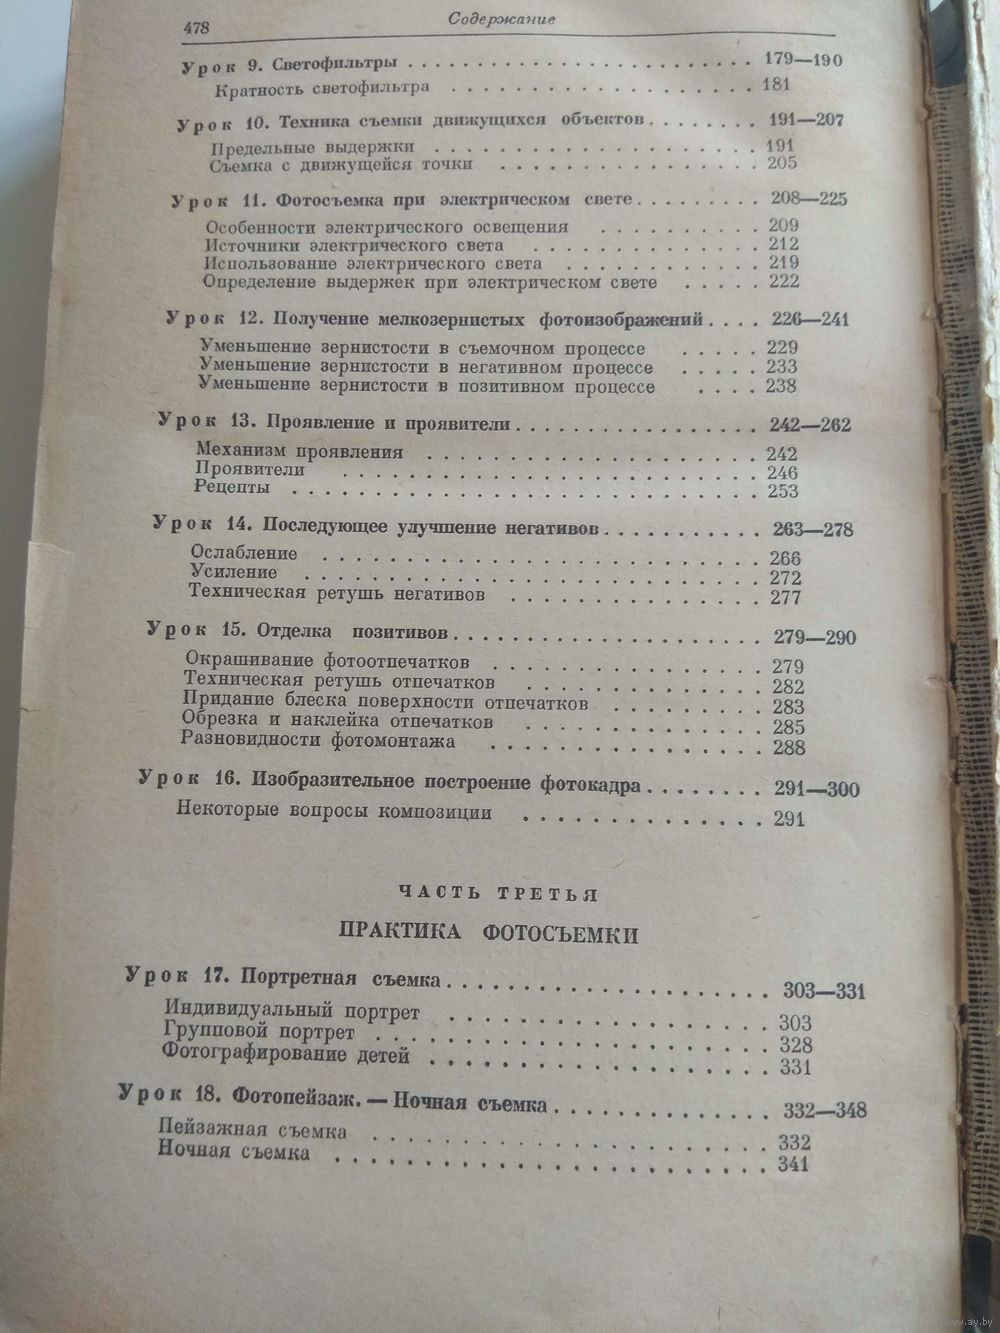 478
Содержание
Урок 9. Светофильтры . . . . . . . . . . . . . . . . . . . . . . . . . 179—190
Кратность светофильтра . . . . . . . . . . . . . . . . . . . 181
Урок 10. Техника съемки движущихся объектов . . . . . . . . 191—207
Предельные выдержки . . . . . . . . . . . . . . . . . . . . 191
Съемка с движущейся точки . . . . . . . . . . . . . . . . 205
Урок 11. Фотосъемка при электрическом свете . . . . . . . . . 208—225
Особенности электрического освещения . . . . . . . . . . 209
Источники электрического света . . . . . . . . . . . . . . 212
Использование электрического света . . . . . . . . . . . . 219
Определение выдержек при электрическом свете . . . . . 222
Урок 12. Получение мелкозернистых фотоизображений . . . . 226—241
Уменьшение зернистости в съемочном процессе . . . . . 229
Уменьшение зернистости в негативном процессе . . . . . 233
Уменьшение зернистости в позитивном процессе . . . . 238
Урок 13. Проявление и проявители . . . . . . . . . . . . . . . . . 242—262
Механизм проявления . . . . . . . . . . . . . . . . . . . . 242
Проявители . . . . . . . . . . . . . . . . . . . . . . . . . . 246
Рецепты . . . . . . . . . . . . . . . . . . . . . . . . . . . . 253
Урок 14. Последующее улучшение негативов . . . . . . . . . . . 263—278
Ослабление . . . . . . . . . . . . . . . . . . . . . . . . . 266
Усиление . . . . . . . . . . . . . . . . . . . . . . . . . . . 272
Техническая ретушь негативов . . . . . . . . . . . . . . . 277
Урок 15. Отделка позитивов . . . . . . . . . . . . . . . . . . . . . 279—290
Окрашивание фотоотпечатков . . . . . . . . . . . . . . . . 279
Техническая ретушь отпечатков . . . . . . . . . . . . . . 282
Придание блеска поверхности отпечатков . . . . . . . . . 283
Обрезка и наклейка отпечатков . . . . . . . . . . . . . . 285
Разновидности фотомонтажа . . . . . . . . . . . . . . . . 288
Урок 16. Изобразительное построение фотокадра . . . . . . . . 291—300
Некоторые вопросы композиции . . . . . . . . . . . . . . 291
ЧАСТЬ ТРЕТЬЯ
ПРАКТИКА ФОТОСЪЕМКИ
Урок 17. Портретная съемка . . . . . . . . . . . . . . . . . . . . . 303—331
Индивидуальный портрет . . . . . . . . . . . . . . . . . . 303
Групповой портрет . . . . . . . . . . . . . . . . . . . . . 328
Фотографирование детей . . . . . . . . . . . . . . . . . . 331
Урок 18. Фотопейзаж. — Ночная съемка . . . . . . . . . . . . . . 332—348
Пейзажная съемка . . . . . . . . . . . . . . . . . . . . . 332
Ночная съемка . . . . . . . . . . . . . . . . . . . . . . . 341
www.ay.by